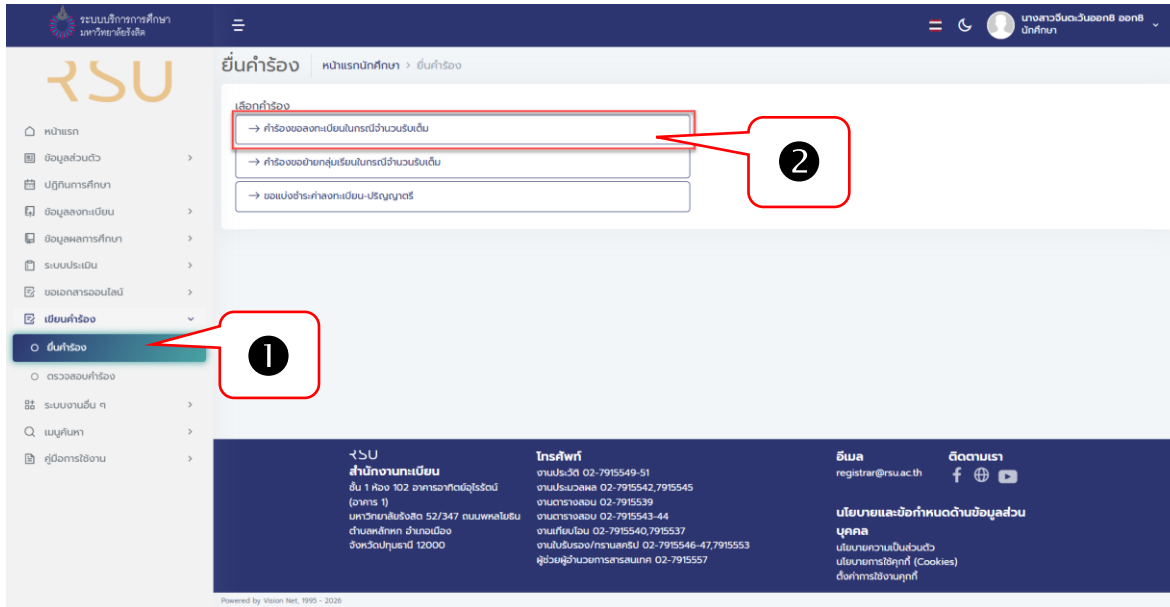 ระบบบริการการศึกษา
มหาวิทยาลัยรังสิต
นางสาวจินตะวันออก8 ออก8
นักศึกษา
RSU
ยื่นคำร้อง
หน้าแรกนักศึกษา > ยื่นคำร้อง
หน้าแรก
ข้อมูลส่วนตัว
ปฏิทินการศึกษา
ข้อมูลลงทะเบียน
ข้อมูลผลการศึกษา
ระบบประเมิน
ขอเอกสารออนไลน์
เขียนคำร้อง
ยื่นคำร้อง
ตรวจสอบคำร้อง
ระบบงานอื่น ๆ
เมนูค้นหา
คู่มือการใช้งาน
เลือกคำร้อง
→ คำร้องขอลงทะเบียนในกรณีจำนวนรับเต็ม
→ คำร้องขอย้ายกลุ่มเรียนในกรณีจำนวนรับเต็ม
→ ขอแบ่งชำระค่าลงทะเบียน-ปริญญาตรี
❶
❷
RSU
สำนักงานทะเบียน
ชั้น 1 ห้อง 102 อาคารอาทิตย์อุไรรัตน์
(อาคาร 1)
มหาวิทยาลัยรังสิต 52/347 ถนนพหลโยธิน
ตำบลหลักหก อำเภอเมือง
จังหวัดปทุมธานี 12000
โทรศัพท์
งานประวัติ 02-7915549-51
งานประมวลผล 02-7915542,7915545
งานตารางสอน 02-7915539
งานตารางสอบ 02-7915543-44
งานเทียบโอน 02-7915540,7915537
งานใบรับรอง/ทรานสคริป 02-7915546-47,7915553
ผู้ช่วยผู้อำนวยการสารสนเทศ 02-7915557
อีเมล
registrar@rsu.ac.th
ติดตามเรา
นโยบายและข้อกำหนดด้านข้อมูลส่วน
บุคคล
นโยบายความเป็นส่วนตัว
นโยบายการใช้คุกกี้ (Cookies)
ตั้งค่าการใช้งานคุกกี้
Powered by Vision Net, 1995 - 2026